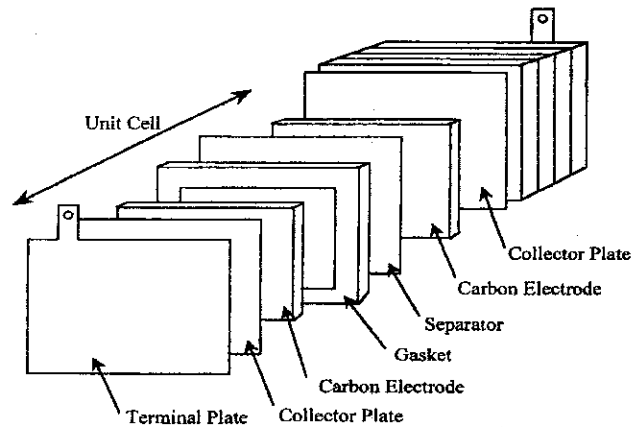 Unit Cell
Collector Plate
Carbon Electrode
Separator
Gasket
Carbon Electrode
Terminal Plate
Collector Plate